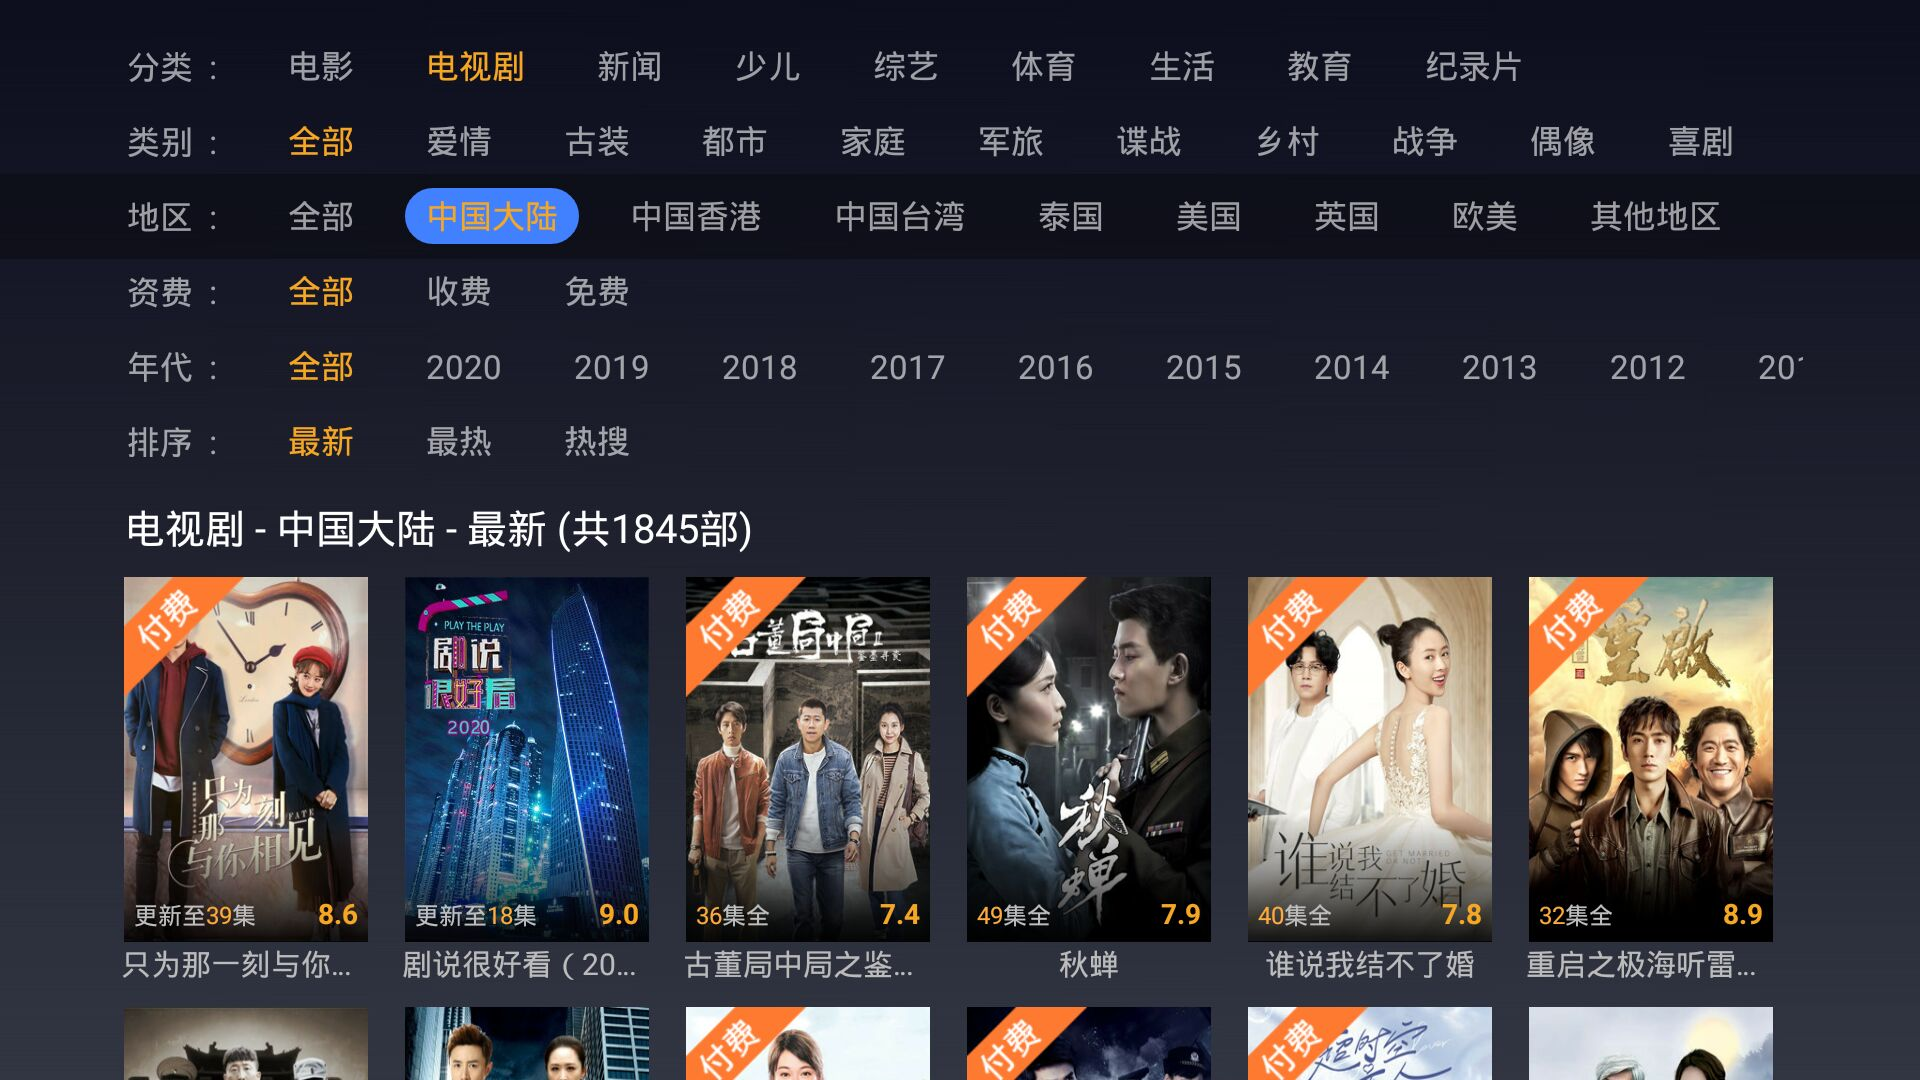 分类： 电影 电视剧 新闻 少儿 综艺 体育 生活 教育 纪录片
类别： 全部 爱情 古装 都市 家庭 军旅 谍战 乡村 战争 偶像 喜剧
地区： 全部 中国大陆 中国香港 中国台湾 泰国 美国 英国 欧美 其他地区
资费： 全部 收费 免费
年代： 全部 2020 2019 2018 2017 2016 2015 2014 2013 2012 201
排序： 最新 最热 热搜
电视剧 - 中国大陆 - 最新 (共1845部)
付费
只为那一刻与你相见
FATE
更新至39集 8.6
只为那一刻与你...
PLAY THE PLAY
剧说很好看
2020
更新至18集 9.0
剧说很好看（20...
付费
古董局中局II
36集全 7.4
古董局中局之鉴...
付费
秋蝉
49集全 7.9
秋蝉
付费
谁说我结不了婚
GET MARRIED OR NOT
40集全 7.8
谁说我结不了婚
付费
重启
32集全 8.9
重启之极海听雷...
付费
付费
付费
超时空